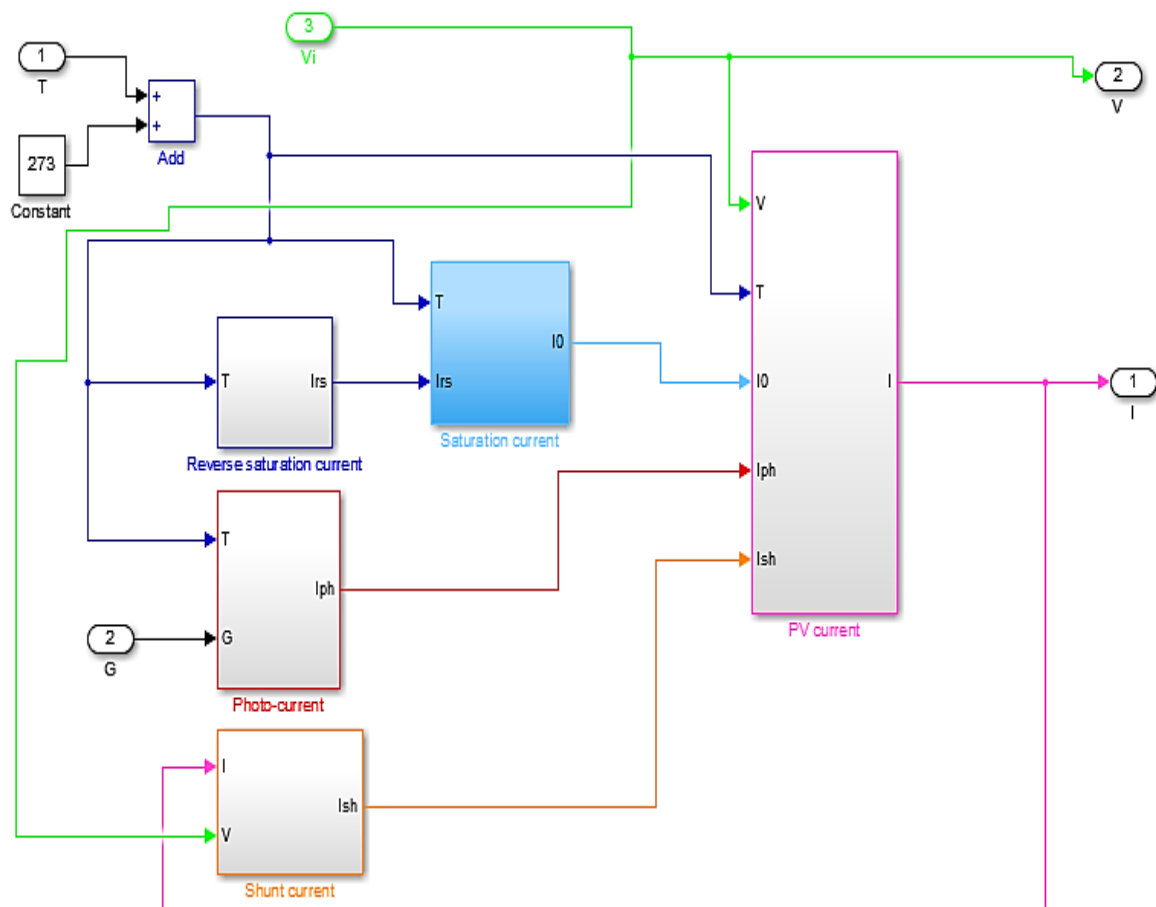 3
Vi
1
T
+
+
Add
273
Constant
2
V
V
T
I0
Iph
Ish
I
PV current
1
I
T
Irs
I0
Saturation current
T
Irs
Reverse saturation current
T
G
Iph
Photo-current
2
G
I
V
Ish
Shunt current